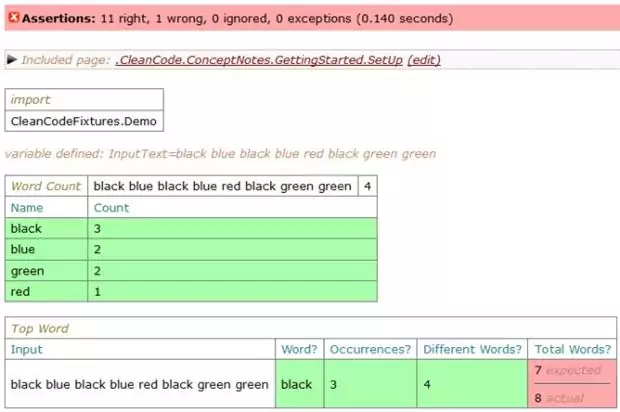 Assertions: 11 right, 1 wrong, 0 ignored, 0 exceptions (0.140 seconds)
Included page: .CleanCode.ConceptNotes.GettingStarted.SetUp (edit)
import
CleanCodeFixtures.Demo
variable defined: InputText=black blue black blue red black green green
Word Count black blue black blue red black green green 4
Name Count
black 3
blue 2
green 2
red 1
Top Word
Input Word? Occurrences? Different Words? Total Words?
black blue black blue red black green green black 3 4 7 expected
8 actual